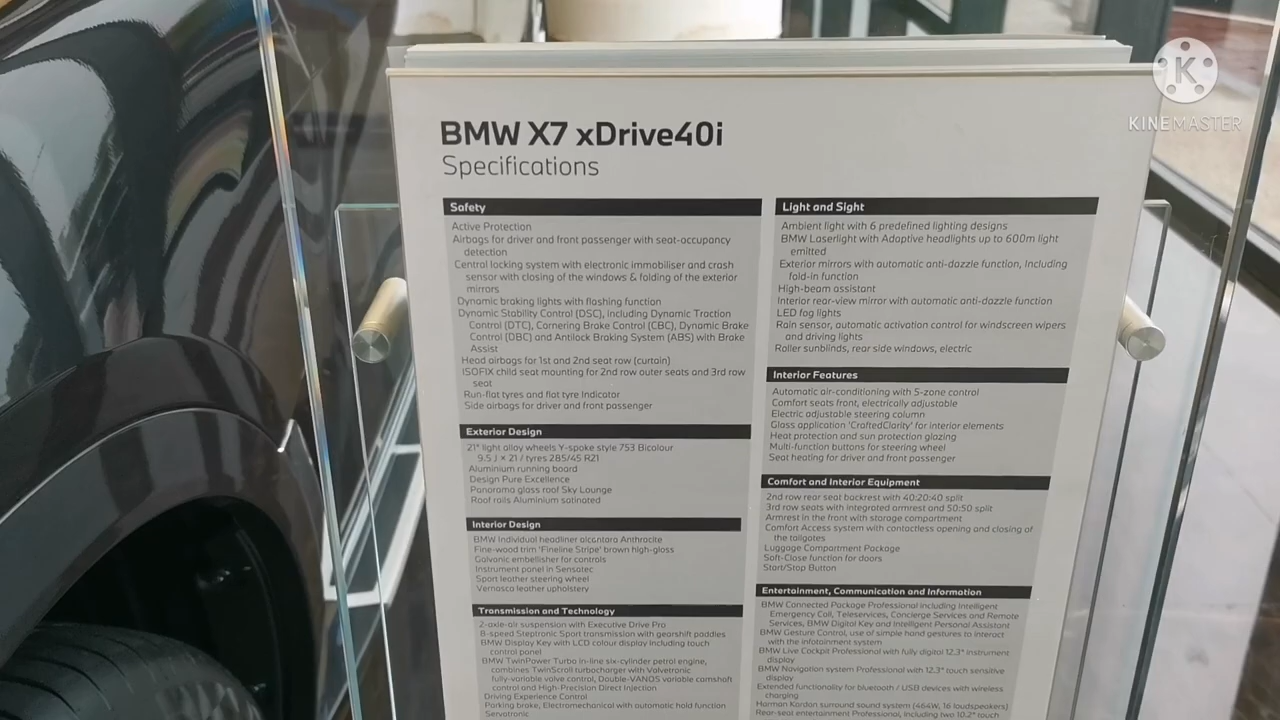 BMW X7 xDrive40i
Specifications
Safety
Active Protection
Airbags for driver and front passenger with seat-occupancy
detection
Central locking system with electronic immobiliser and crash
sensor with closing of the windows & folding of the exterior
mirrors
Dynamic braking lights with flashing function
Dynamic Stability Control (DSC), including Dynamic Traction
Control (DTC), Cornering Brake Control (CBC), Dynamic Brake
Control (DBC) and Antilock Braking System (ABS) with Brake
Assist
Head airbags for 1st and 2nd seat row (curtain)
ISOFIX child seat mounting for 2nd row outer seats and 3rd row
seat
Run-flat tyres and flat tyre Indicator
Side airbags for driver and front passenger
Exterior Design
21" light alloy wheels Y-spoke style 753 Bicolour
9.5 J x 21 / tyres 285/45 R21
Aluminium running board
Design Pure Excellence
Panorama glass roof Sky Lounge
Roof rails Aluminium satinated
Interior Design
BMW Individual headliner alcantara Anthracite
Fine-wood trim 'Fineline Stripe' brown high-gloss
Galvanic embellisher for controls
Instrument panel in Sensatec
Sport leather steering wheel
Vernasca leather upholstery
Transmission and Technology
2-axle-air suspension with Executive Drive Pro
8-speed Steptronic Sport transmission with gearshift paddles
BMW Display Key with LCD colour display including touch
control panel
BMW TwinPower Turbo in-line six-cylinder petrol engine,
combines TwinScroll turbocharger with Valvetronic
fully-variable valve control, Double-VANOS variable camshaft
control and High-Precision Direct Injection
Driving Experience Control
Parking brake, Electromechanical with automatic hold function
Servotronic
Light and Sight
Ambient light with 6 predefined lighting designs
BMW Laserlight with Adaptive headlights up to 600m light
emitted
Exterior mirrors with automatic anti-dazzle function, Including
fold-in function
High-beam assistant
Interior rear-view mirror with automatic anti-dazzle function
LED fog lights
Rain sensor, automatic activation control for windscreen wipers
and driving lights
Roller sunblinds, rear side windows, electric
Interior Features
Automatic air-conditioning with 5-zone control
Comfort seats front, electrically adjustable
Electric adjustable steering column
Glass application 'CraftedClarity' for interior elements
Heat protection and sun protection glazing
Multi-function buttons for steering wheel
Seat heating for driver and front passenger
Comfort and Interior Equipment
2nd row rear seat backrest with 40:20:40 split
3rd row seats with integrated armrest and 50:50 split
Armrest in the front with storage compartment
Comfort Access system with contactless opening and closing of
the tailgates
Luggage Compartment Package
Soft-Close function for doors
Start/Stop Button
Entertainment, Communication and Information
BMW Connected Package Professional including Intelligent
Emergency Call, Teleservices, Concierge Services and Remote
Services, BMW Digital Key and Intelligent Personal Assistant
BMW Gesture Control, use of simple hand gestures to interact
with the infotainment system
BMW Live Cockpit Professional with fully digital 12.3" instrument
display
BMW Navigation system Professional with 12.3" touch sensitive
display
Extended functionality for bluetooth / USB devices with wireless
charging
Harman Kardon surround sound system (464W, 16 loudspeakers)
Rear-seat entertainment Professional, including two 10.2" touch
K
KINEMASTER